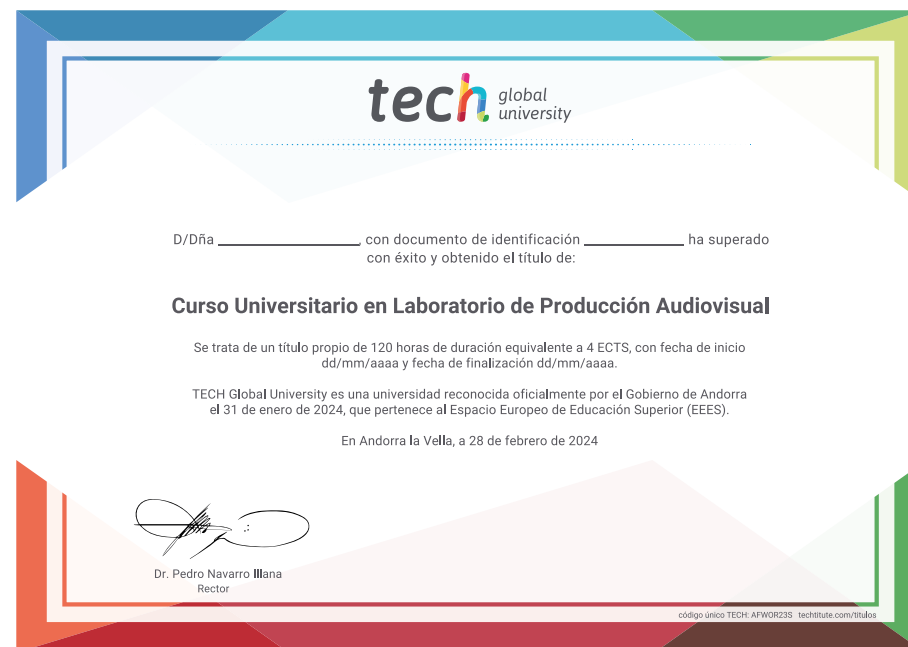 tech global
university
D/Dña ____________________, con documento de identificación ______________ ha superado
con éxito y obtenido el título de:
Curso Universitario en Laboratorio de Producción Audiovisual
Se trata de un título propio de 120 horas de duración equivalente a 4 ECTS, con fecha de inicio
dd/mm/aaaa y fecha de finalización dd/mm/aaaa.
TECH Global University es una universidad reconocida oficialmente por el Gobierno de Andorra
el 31 de enero de 2024, que pertenece al Espacio Europeo de Educación Superior (EEES).
En Andorra la Vella, a 28 de febrero de 2024
Dr. Pedro Navarro Illana
Rector
código único TECH: AFWOR23S techtitute.com/titulos